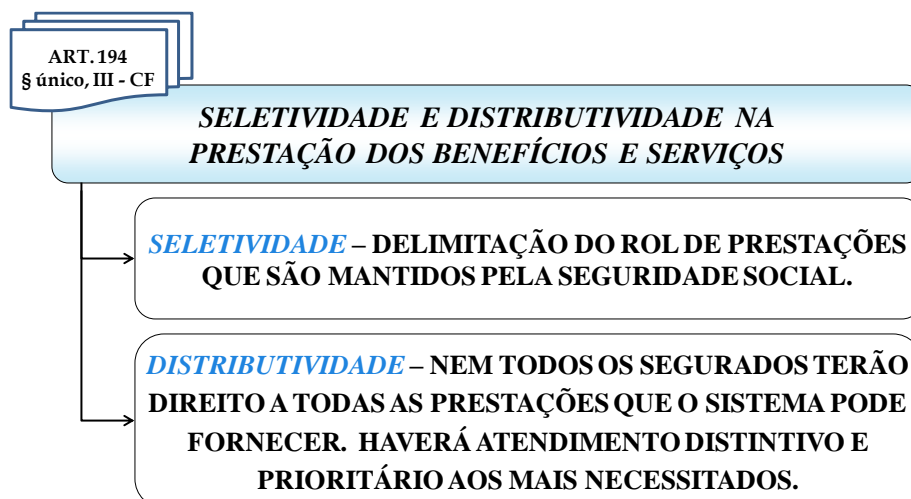 ART. 194
§ único, III - CF
SELETIVIDADE E DISTRIBUTIVIDADE NA
PRESTAÇÃO DOS BENEFÍCIOS E SERVIÇOS
SELETIVIDADE – DELIMITAÇÃO DO ROL DE PRESTAÇÕES
QUE SÃO MANTIDOS PELA SEGURIDADE SOCIAL.
DISTRIBUTIVIDADE – NEM TODOS OS SEGURADOS TERÃO
DIREITO A TODAS AS PRESTAÇÕES QUE O SISTEMA PODE
FORNECER. HAVERÁ ATENDIMENTO DISTINTIVO E
PRIORITÁRIO AOS MAIS NECESSITADOS.